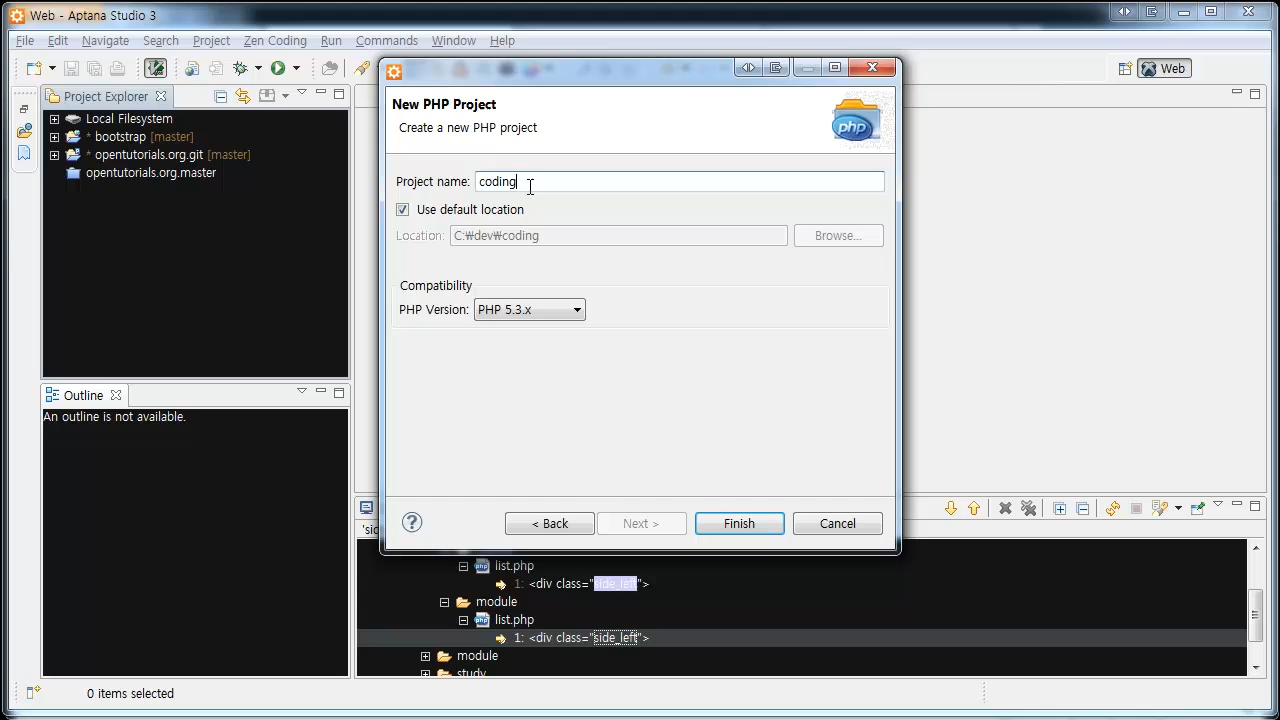 Web - Aptana Studio 3
File Edit Navigate Search Project Zen Coding Run Commands Window Help
Web
Project Explorer
Local Filesystem
* bootstrap [master]
* opentutorials.org.git [master]
opentutorials.org.master
New PHP Project
Create a new PHP project
php
Project name: coding
Use default location
Location: C:₩dev₩coding Browse...
Compatibility
PHP Version: PHP 5.3.x
< Back Next > Finish Cancel
Outline
An outline is not available.
'sid
php list.php
1: <div class="side_left">
module
php list.php
1: <div class="side_left">
module
study
0 items selected